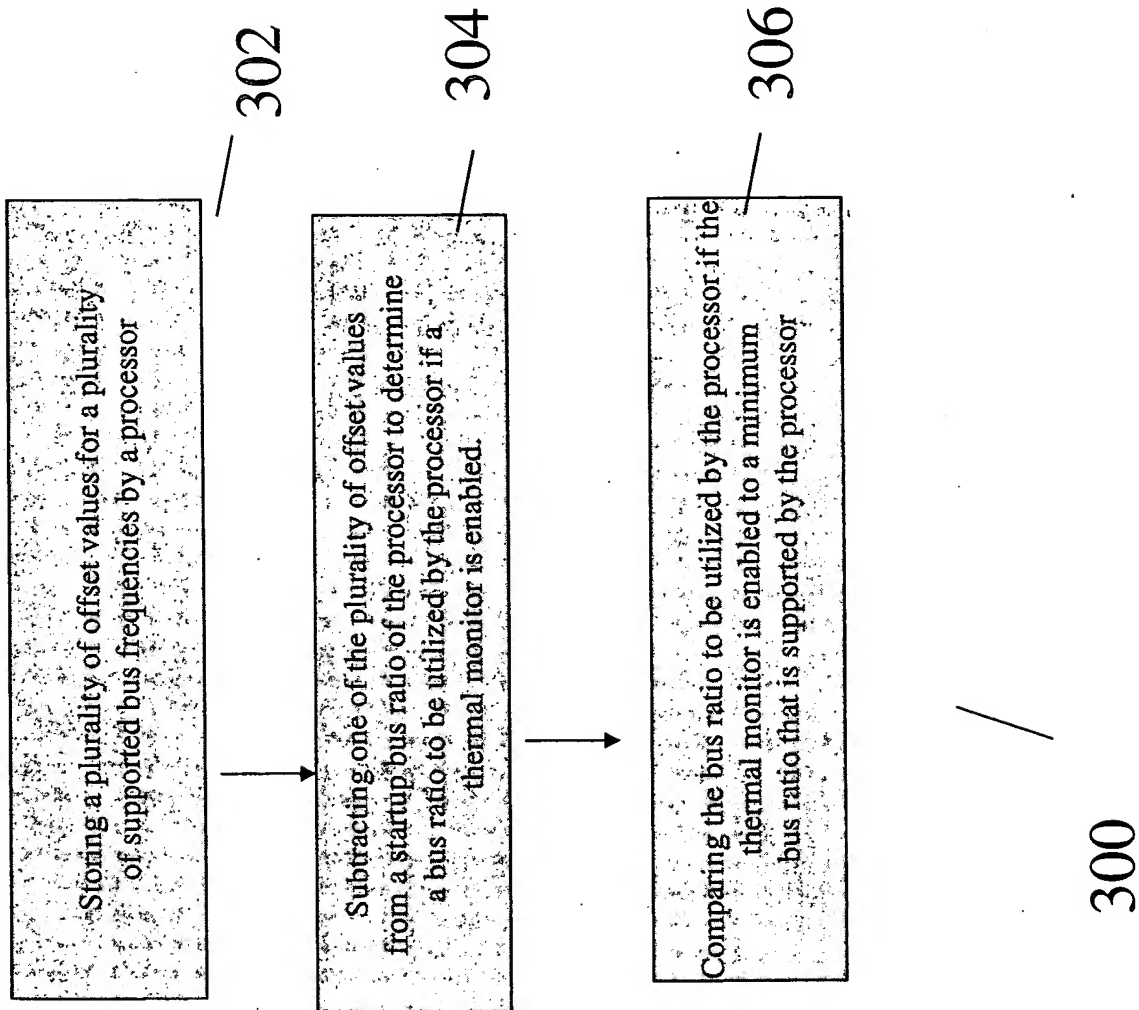 Storing a plurality of offset values for a plurality
of supported bus frequencies by a processor
302
Subtracting one of the plurality of offset values
from a startup bus ratio of the processor to determine
a bus ratio to be utilized by the processor if a
thermal monitor is enabled.
304
Comparing the bus ratio to be utilized by the processor if the
thermal monitor is enabled to a minimum
bus ratio that is supported by the processor
306
300